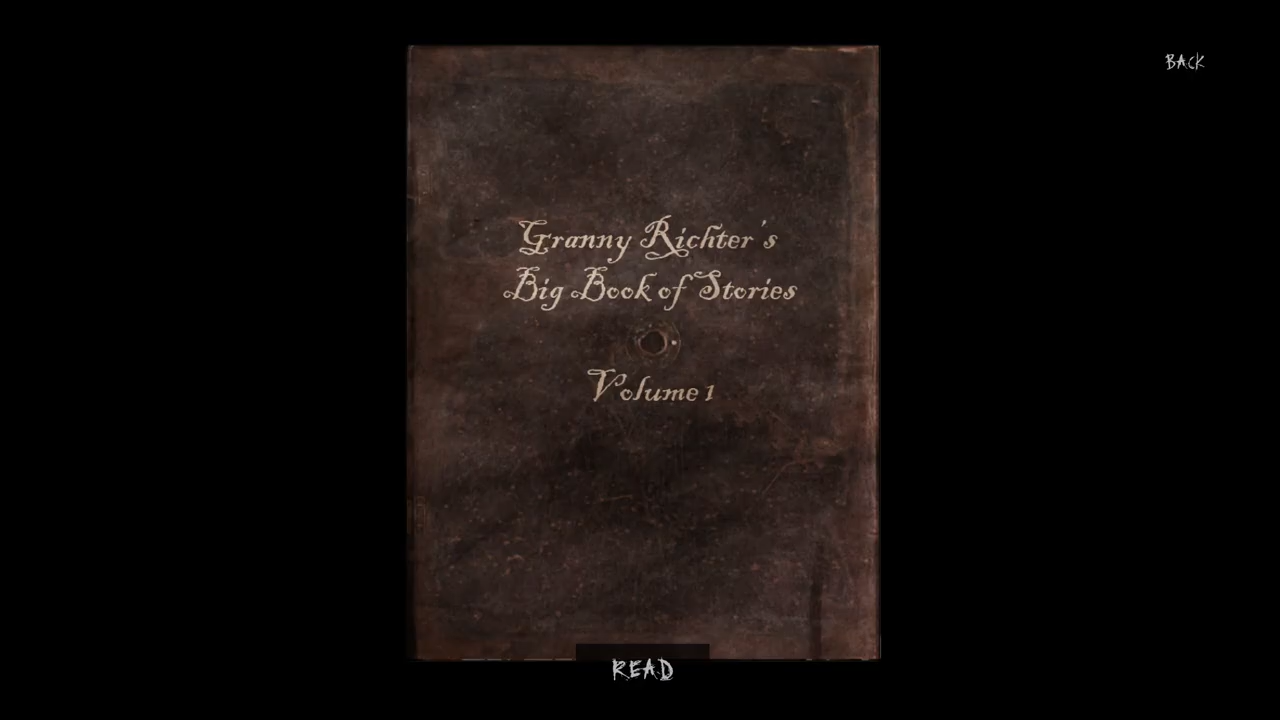 BACK
Granny Richter's
Big Book of Stories
Volume 1
READ